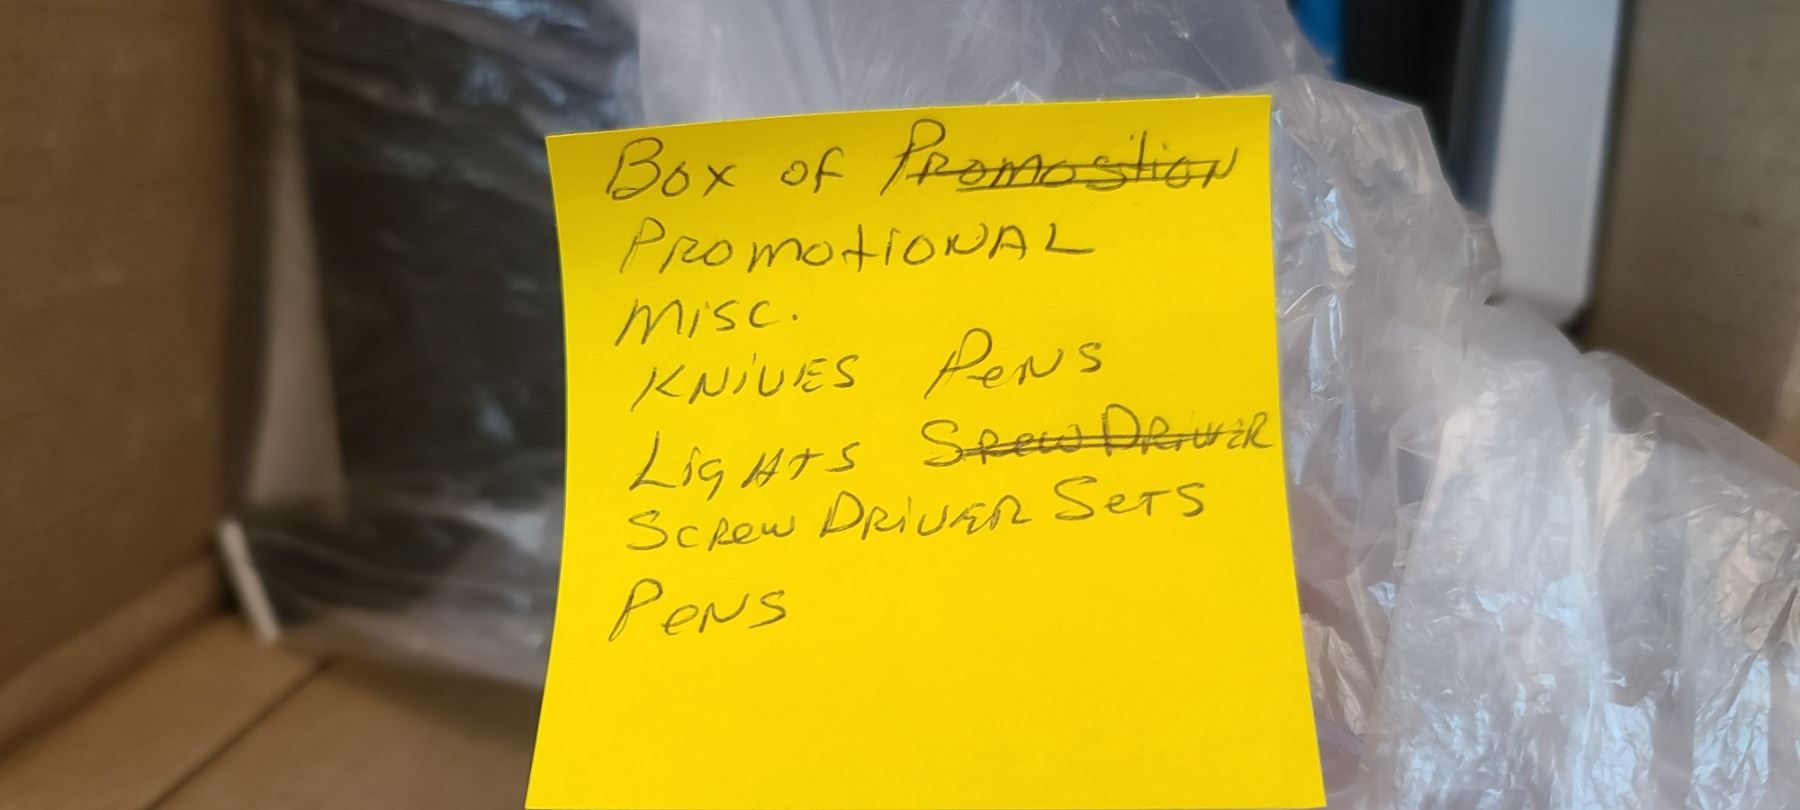 Box of Promostion
Promotional
Misc.
Knives Pens
Lights Screw Driver
Screw Driver Sets
Pens